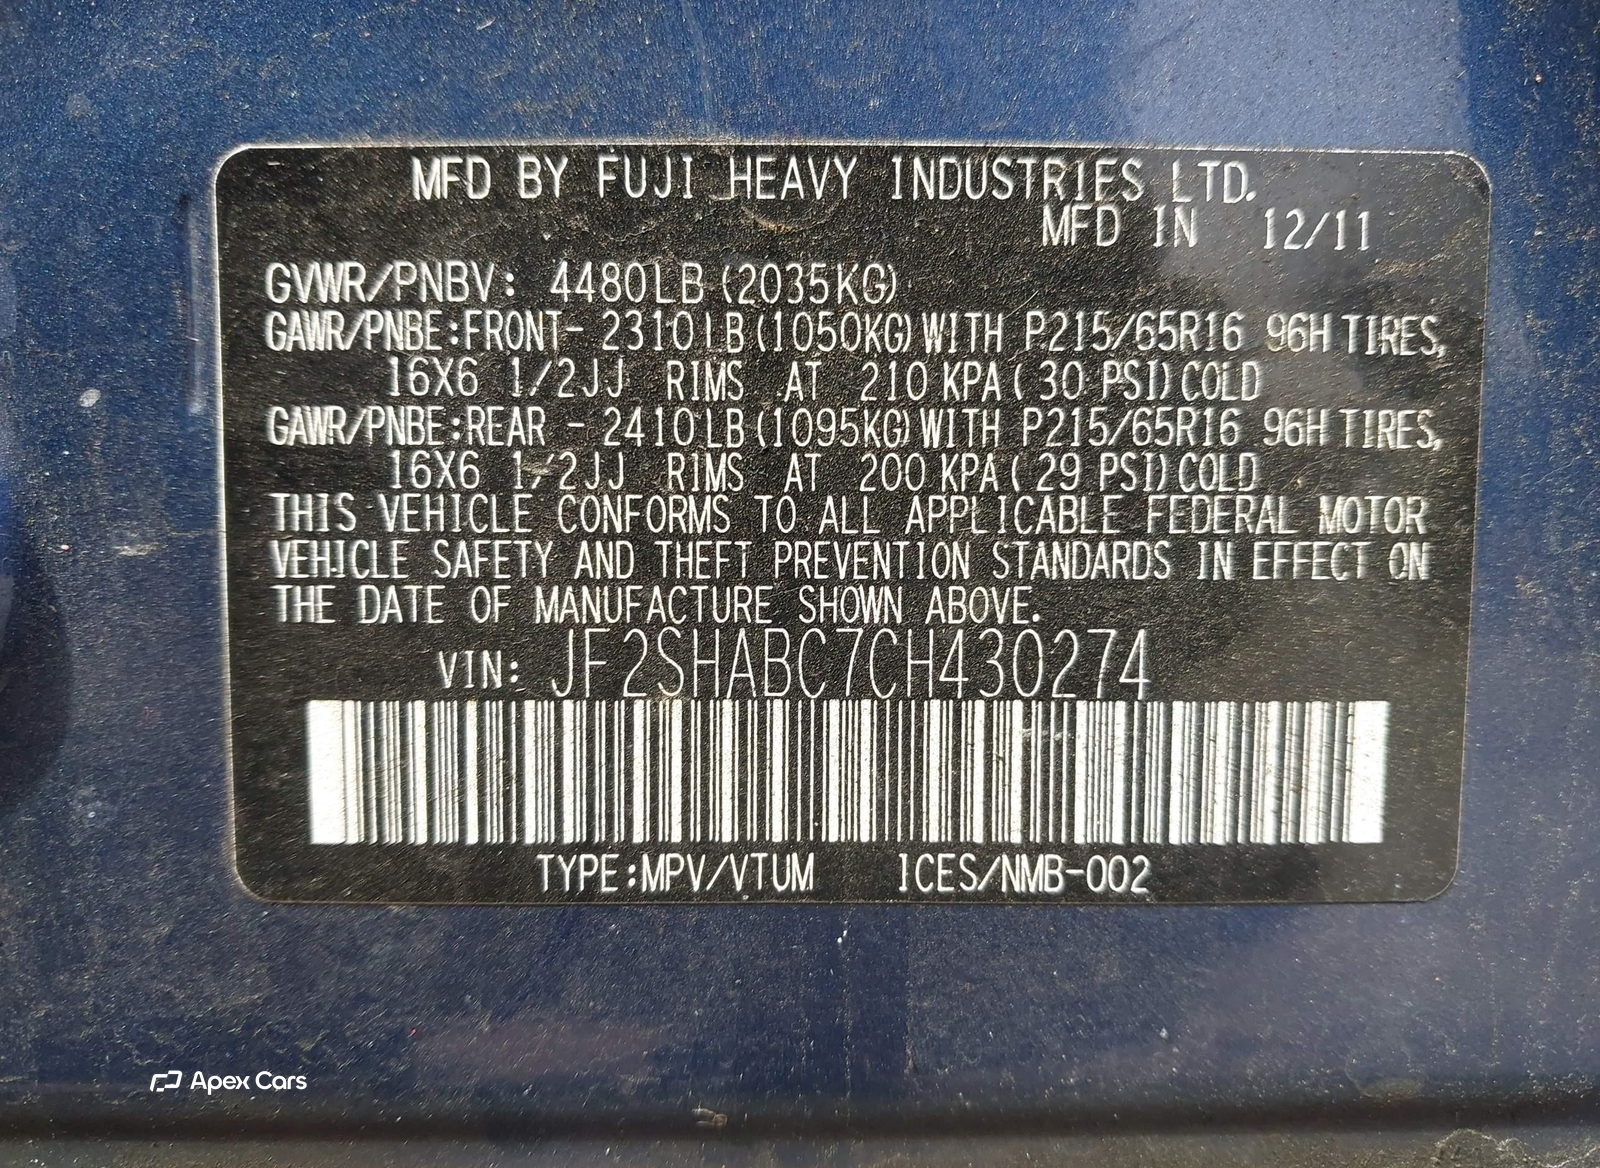 MFD BY FUJI HEAVY INDUSTRIES LTD.
MFD IN 12/11
GVWR/PNBV: 4480LB (2035KG)
GAWR/PNBE:FRONT- 2310LB(1050KG)WITH P215/65R16 96H TIRES,
16X6 1/2JJ RIMS AT 210 KPA( 30 PSI)COLD
GAWR/PNBE:REAR - 2410LB(1095KG)WITH P215/65R16 96H TIRES,
16X6 1/2JJ RIMS AT 200 KPA( 29 PSI)COLD
THIS VEHICLE CONFORMS TO ALL APPLICABLE FEDERAL MOTOR
VEHICLE SAFETY AND THEFT PREVENTION STANDARDS IN EFFECT ON
THE DATE OF MANUFACTURE SHOWN ABOVE.
VIN: JF2SHABC7CH430274
TYPE:MPV/VTUM ICES/NMB-002
Apex Cars